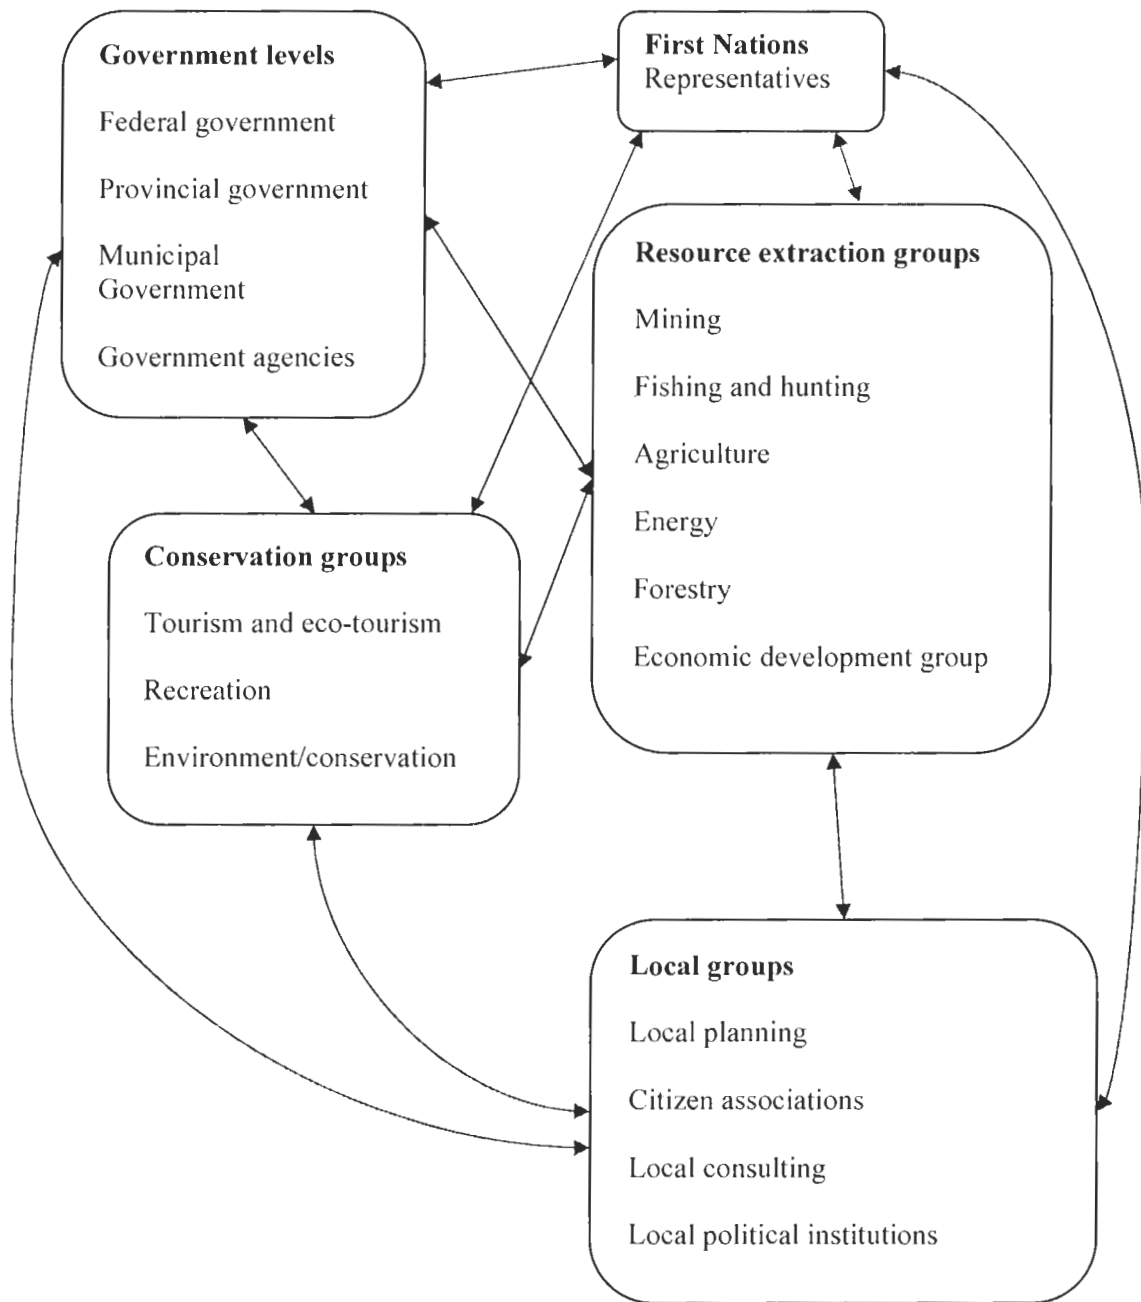 Government levels
Federal government
Provincial government
Municipal
Government
Government agencies
First Nations
Representatives
Resource extraction groups
Mining
Fishing and hunting
Agriculture
Energy
Forestry
Economic development group
Conservation groups
Tourism and eco-tourism
Recreation
Environment/conservation
Local groups
Local planning
Citizen associations
Local consulting
Local political institutions